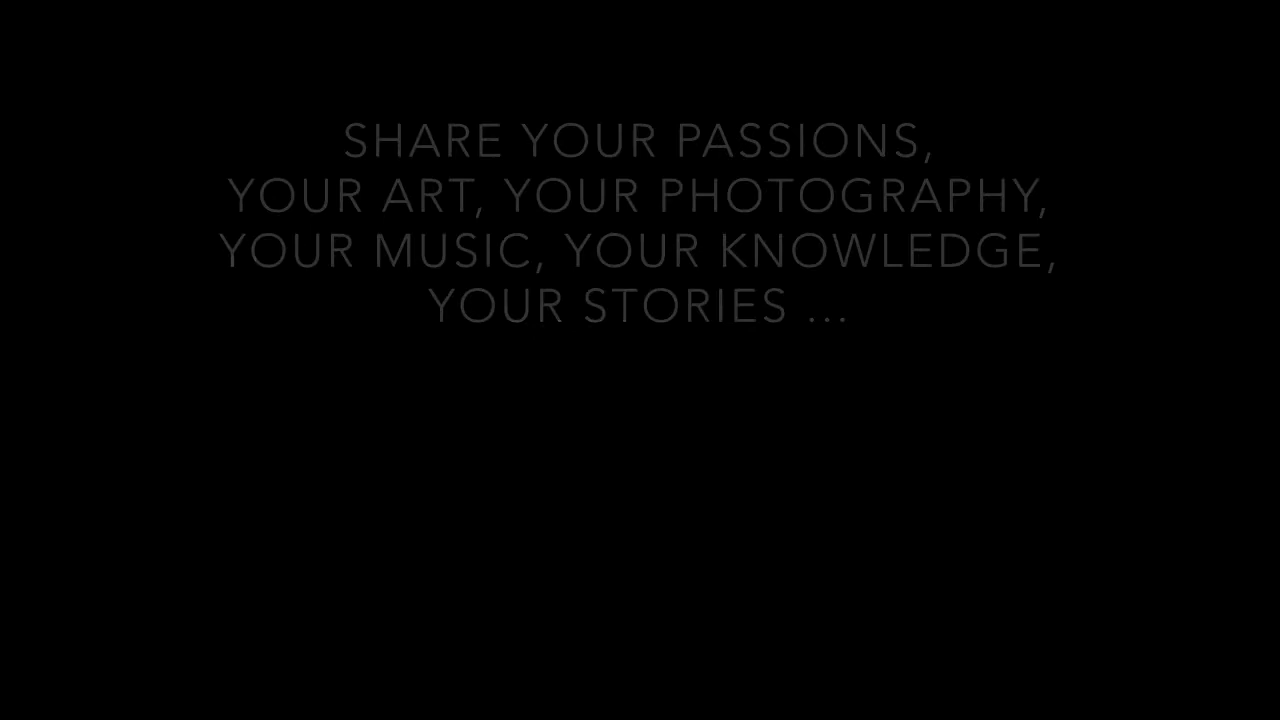 SHARE YOUR PASSIONS,
YOUR ART, YOUR PHOTOGRAPHY,
YOUR MUSIC, YOUR KNOWLEDGE,
YOUR STORIES ...